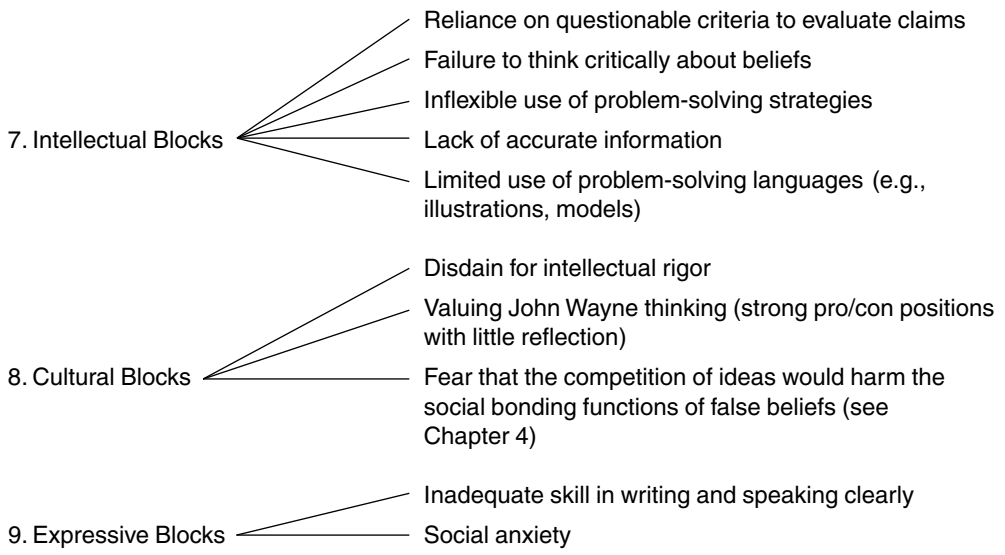 Reliance on questionable criteria to evaluate claims
Failure to think critically about beliefs
Inflexible use of problem-solving strategies
7. Intellectual Blocks
Lack of accurate information
Limited use of problem-solving languages (e.g.,
illustrations, models)
Disdain for intellectual rigor
Valuing John Wayne thinking (strong pro/con positions
with little reflection)
8. Cultural Blocks
Fear that the competition of ideas would harm the
social bonding functions of false beliefs (see
Chapter 4)
Inadequate skill in writing and speaking clearly
9. Expressive Blocks
Social anxiety